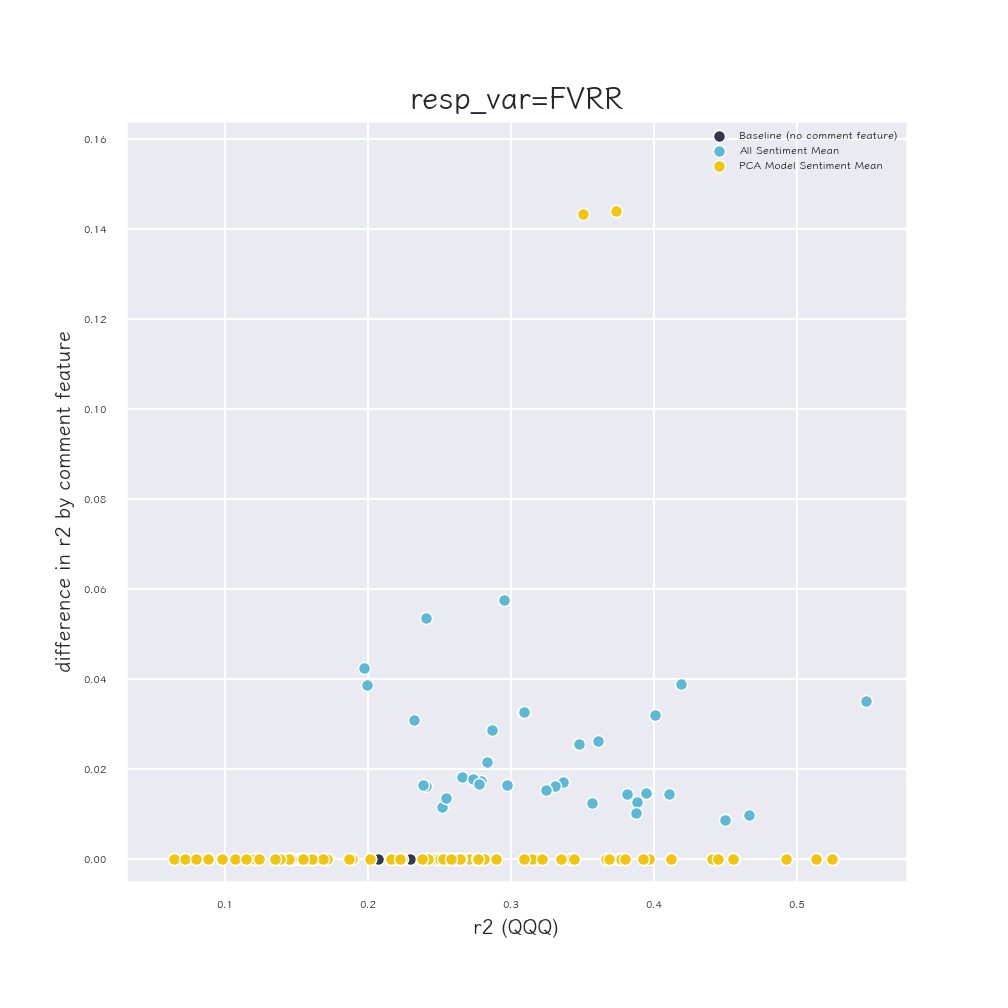 resp_var=FVRR
Baseline (no comment feature)
All Sentiment Mean
PCA Model Sentiment Mean
0.16
0.14
0.12
0.10
0.08
0.06
0.04
0.02
0.00
difference in r2 by comment feature
0.1 0.2 0.3 0.4 0.5
r2 (QQQ)